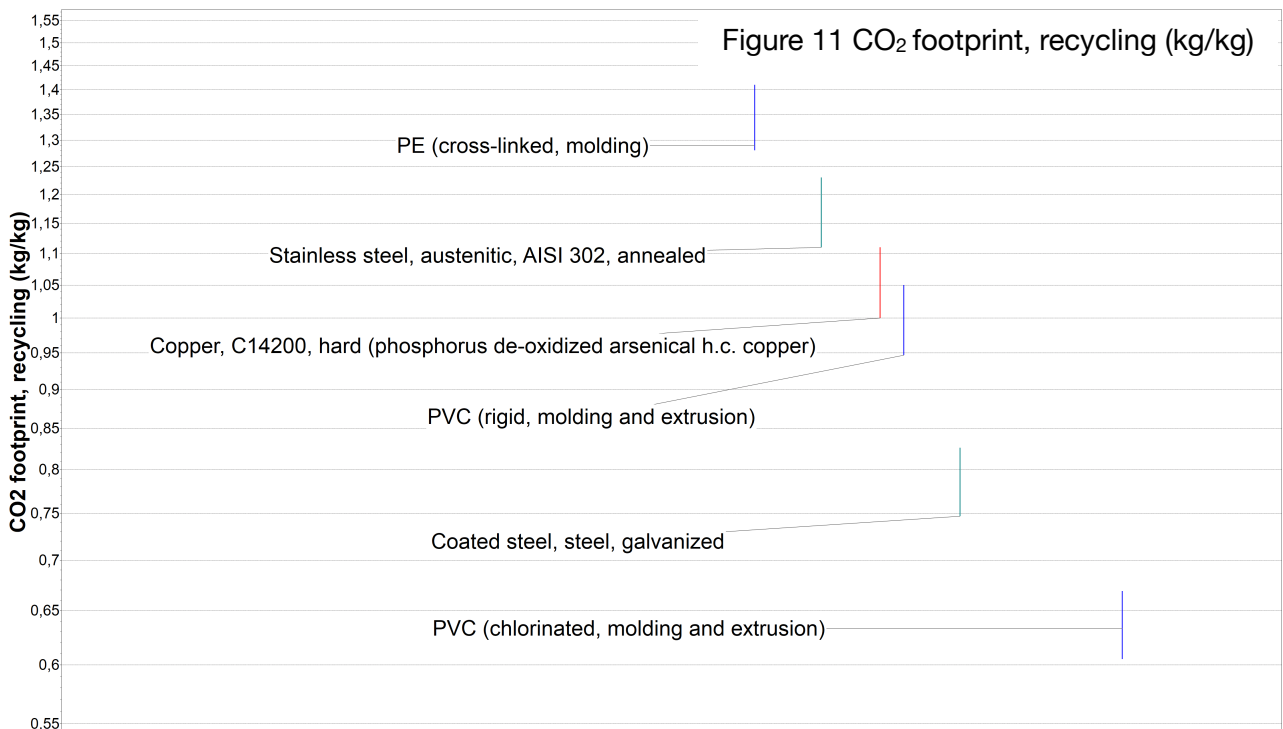 Figure 11 CO₂ footprint, recycling (kg/kg)
CO2 footprint, recycling (kg/kg)
1,55
1,5
1,45
1,4
1,35
1,3
1,25
1,2
1,15
1,1
1,05
1
0,95
0,9
0,85
0,8
0,75
0,7
0,65
0,6
0,55
PE (cross-linked, molding)
Stainless steel, austenitic, AISI 302, annealed
Copper, C14200, hard (phosphorus de-oxidized arsenical h.c. copper)
PVC (rigid, molding and extrusion)
Coated steel, steel, galvanized
PVC (chlorinated, molding and extrusion)